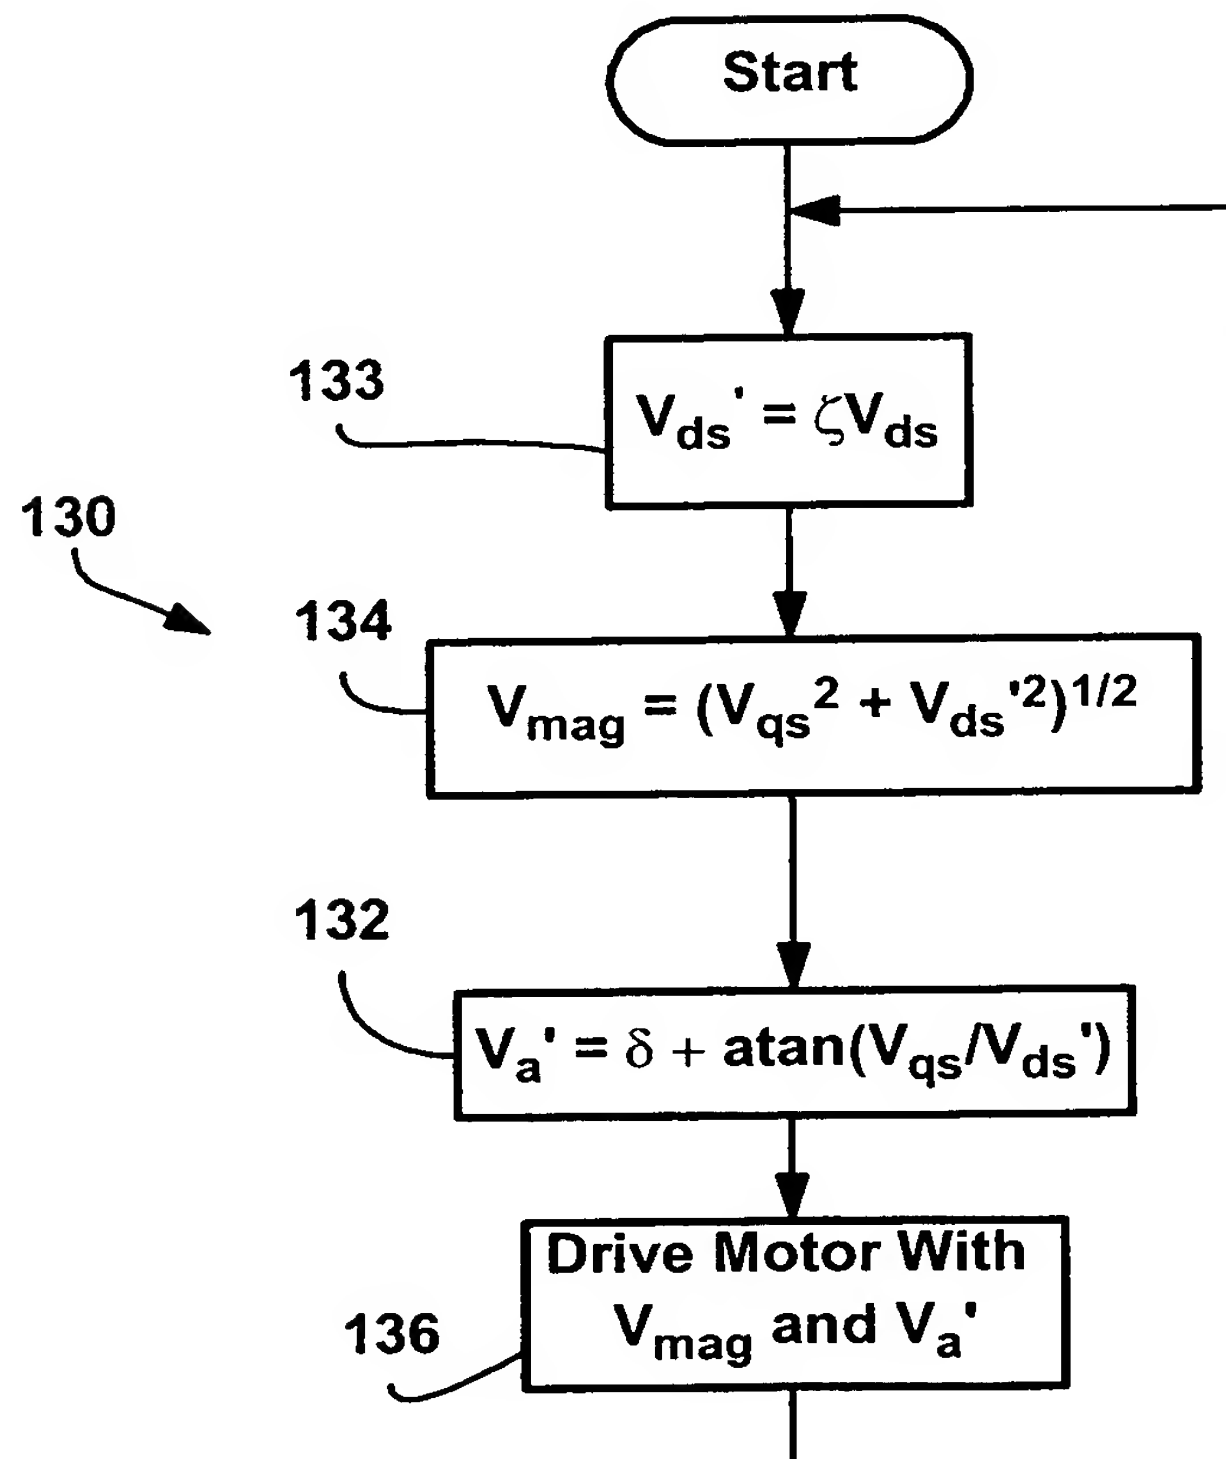 Start
133
V_ds' = ζV_ds
130
134
V_mag = (V_qs^2 + V_ds'^2)^1/2
132
V_a' = δ + atan(V_qs/V_ds')
Drive Motor With
V_mag and V_a'
136